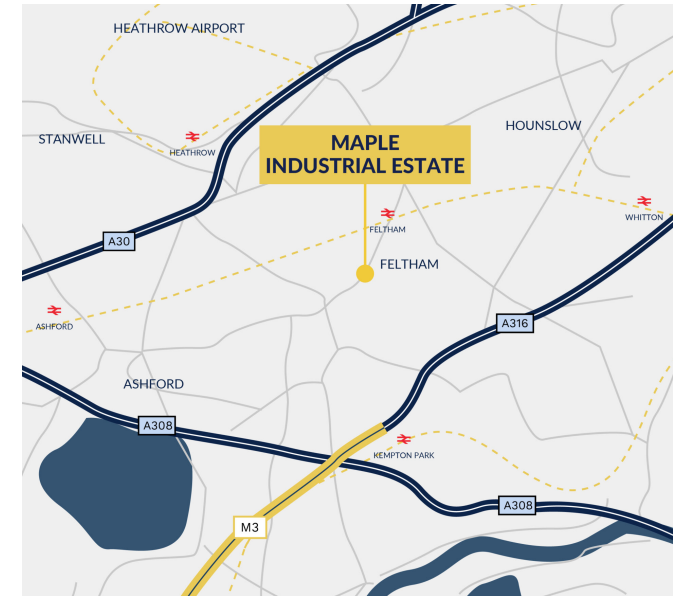 HEATHROW AIRPORT
HOUNSLOW
STANWELL
HEATHROW
MAPLE
INDUSTRIAL ESTATE
WHITTON
FELTHAM
A30
FELTHAM
ASHFORD
A316
ASHFORD
A308
KEMPTON PARK
A308
M3